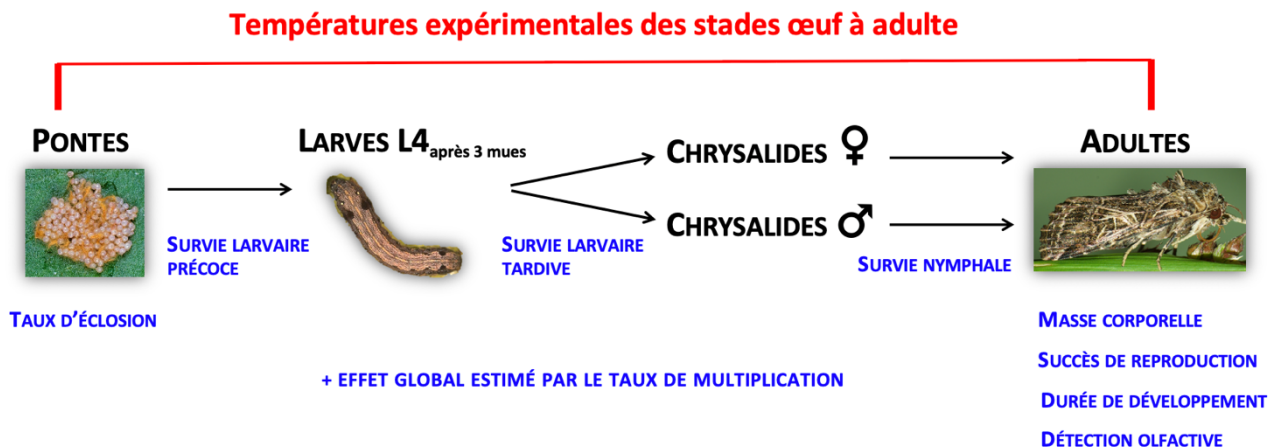 Températures expérimentales des stades œuf à adulte
PONTES
LARVES L4 après 3 mues
CHRYSALIDES ♀
ADULTES
CHRYSALIDES ♂
SURVIE LARVAIRE
PRÉCOCE
SURVIE LARVAIRE
TARDIVE
SURVIE NYMPHALE
TAUX D'ÉCLOSION
MASSE CORPORELLE
SUCCÈS DE REPRODUCTION
+ EFFET GLOBAL ESTIMÉ PAR LE TAUX DE MULTIPLICATION
DURÉE DE DÉVELOPPEMENT
DÉTECTION OLFACTIVE